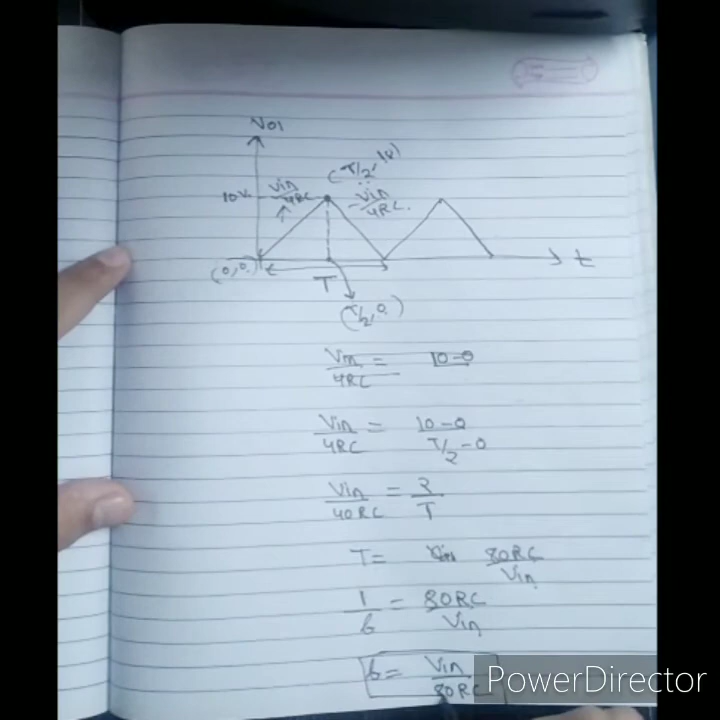 Vo1
(T/2, 10)
10v
Vin/4RC
-Vin/4RC
(0,0)
T
t
(T/2, 0)
Vin/4RC = 10-0
Vin/4RC = 10-0/T/2-0
Vin/40RC = 2/T
T = 80RC/Vin
1/f = 80RC/Vin
f = Vin/80RC
PowerDirector